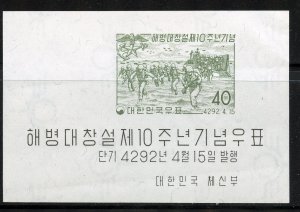 해병대창설제10주년기념
40
대한민국우표 4292.4.15
해병대창설제10주년기념우표
단기 4292년 4월 15일 발행
대한민국 체신부